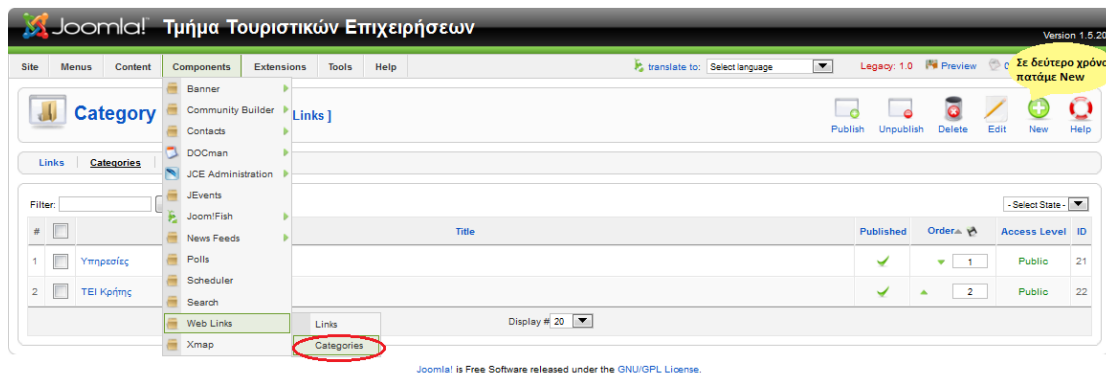 Joomla! Τμήμα Τουριστικών Επιχειρήσεων
Version 1.5.20
Site Menus Content Components Extensions Tools Help translate to: Select language Legacy: 1.0 Preview
Σε δεύτερο χρόνο
πατάμε New
Category
Links ]
Publish Unpublish Delete Edit New Help
Links Categories
Banner
Community Builder
Contacts
DOCman
JCE Administration
JEvents
Joom!Fish
News Feeds
Polls
Scheduler
Search
Web Links
Xmap
Links
Categories
Filter:
- Select State -
# Title Published Order Access Level ID
1 Υπηρεσίες 1 Public 21
2 ΤΕΙ Κρήτης 2 Public 22
Display # 20
Joomla! is Free Software released under the GNU/GPL License.